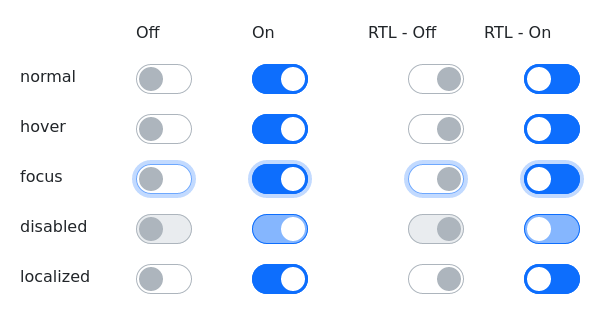 Off On RTL - Off RTL - On
normal
hover
focus
disabled
localized